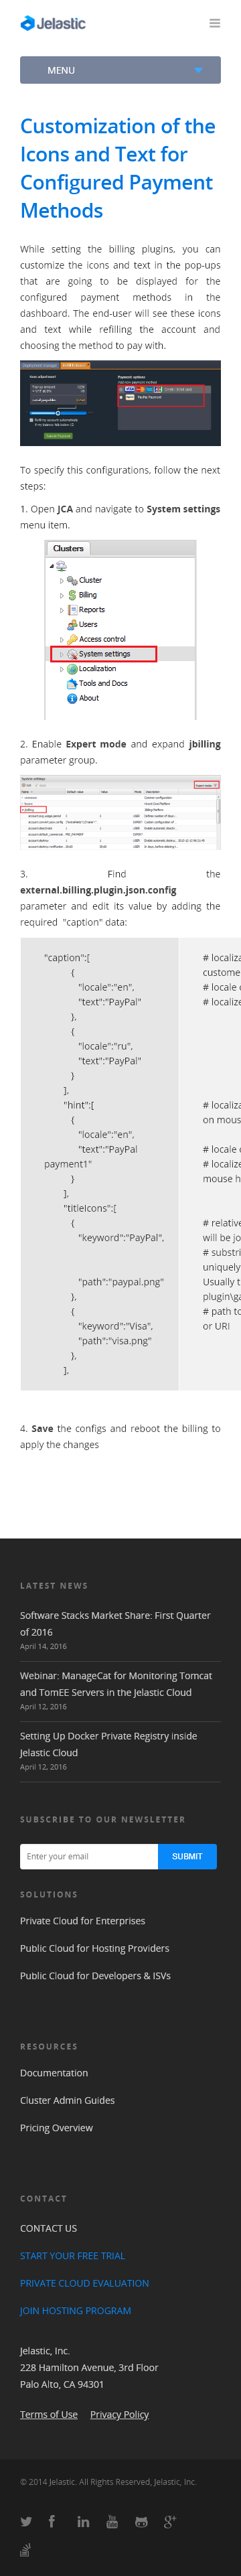 Jelastic
MENU
Customization of the
Icons and Text for
Configured Payment
Methods
While setting the billing plugins, you can
customize the icons and text in the pop-ups
that are going to be displayed for the
configured payment methods in the
dashboard. The end-user will see these icons
and text while refilling the account and
choosing the method to pay with.
Payment options
To specify this configurations, follow the next
steps:
1. Open JCA and navigate to System settings
menu item.
Clusters
Cluster
Billing
Reports
Users
Access control
System settings
Localization
Tools and Docs
About
2. Enable Expert mode and expand jbilling
parameter group.
System settings
3. Find the
external.billing.plugin.json.config
parameter and edit its value by adding the
required "caption" data:
"caption":[
{
"locale":"en",
"text":"PayPal"
},
{
"locale":"ru",
"text":"PayPal"
}
],
"hint":[
{
"locale":"en",
"text":"PayPal
payment1"
}
],
"titleIcons":[
{
"keyword":"PayPal",
"path":"paypal.png"
},
{
"keyword":"Visa",
"path":"visa.png"
},
],
# localiza
custome
# locale c
# localize
# localiza
on mous
# locale c
# localize
mouse h
# relative
will be jo
# substri
uniquely
Usually t
plugin\ga
# path to
or URI
4. Save the configs and reboot the billing to
apply the changes
LATEST NEWS
Software Stacks Market Share: First Quarter
of 2016
April 14, 2016
Webinar: ManageCat for Monitoring Tomcat
and TomEE Servers in the Jelastic Cloud
April 12, 2016
Setting Up Docker Private Registry inside
Jelastic Cloud
April 12, 2016
SUBSCRIBE TO OUR NEWSLETTER
Enter your email
SUBMIT
SOLUTIONS
Private Cloud for Enterprises
Public Cloud for Hosting Providers
Public Cloud for Developers & ISVs
RESOURCES
Documentation
Cluster Admin Guides
Pricing Overview
CONTACT
CONTACT US
START YOUR FREE TRIAL
PRIVATE CLOUD EVALUATION
JOIN HOSTING PROGRAM
Jelastic, Inc.
228 Hamilton Avenue, 3rd Floor
Palo Alto, CA 94301
Terms of Use Privacy Policy
© 2014 Jelastic. All Rights Reserved, Jelastic, Inc.